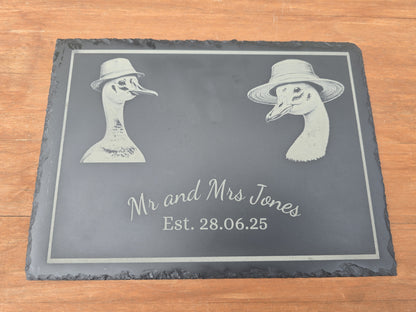 Mr and Mrs Jones
Est. 28.06.25